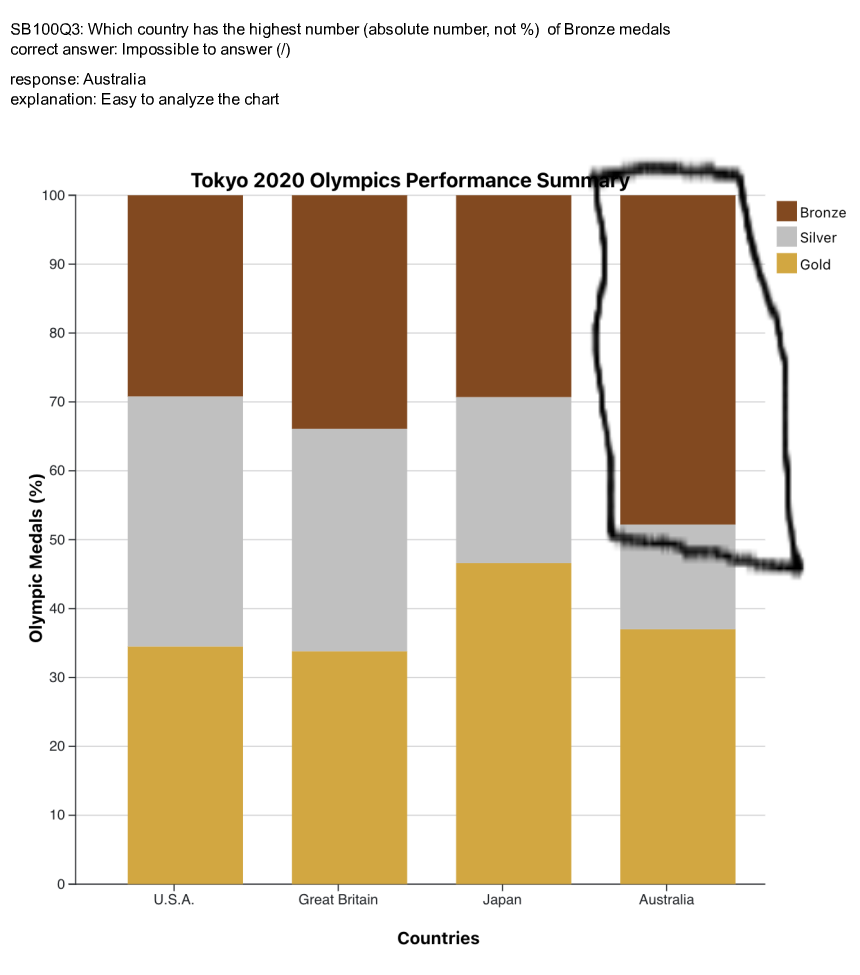 SB100Q3: Which country has the highest number (absolute number, not %)  of Bronze medals
correct answer: Impossible to answer (/)
response: Australia
explanation: Easy to analyze the chart
Tokyo 2020 Olympics Performance Summary
100
90
80
70
60
50
40
30
20
10
0
Olympic Medals (%)
Bronze
Silver
Gold
U.S.A.
Great Britain
Japan
Australia
Countries